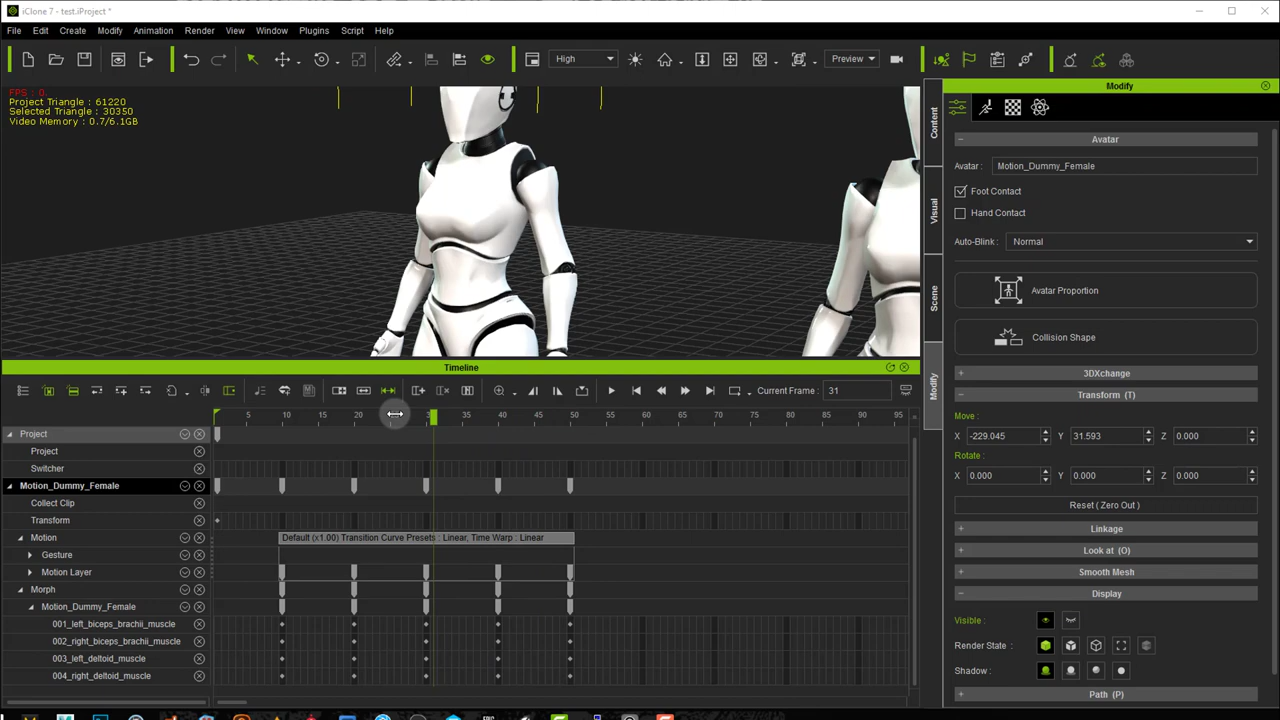 iClone 7 - test.iProject *
File Edit Create Modify Animation Render View Window Plugins Script Help
High Preview
FPS : 0.
Project Triangle : 61220
Selected Triangle : 30350
Video Memory : 0.7/6.1GB
Content
Visual
Scene
Modify
Modify
Avatar
Avatar : Motion_Dummy_Female
Foot Contact
Hand Contact
Auto-Blink : Normal
Avatar Proportion
Collision Shape
3DXchange
Transform (T)
Move :
X -229.045 Y 31.593 Z 0.000
Rotate :
X 0.000 Y 0.000 Z 0.000
Reset ( Zero Out )
Linkage
Look at (O)
Smooth Mesh
Display
Visible :
Render State :
Shadow :
Path (P)
Timeline
Current Frame : 31
5 10 15 20 35 40 45 50 55 60 65 70 75 80 85 90 95
Project
Project
Switcher
Motion_Dummy_Female
Collect Clip
Transform
Motion
Default (x1.00) Transition Curve Presets : Linear, Time Warp : Linear
Gesture
Motion Layer
Morph
Motion_Dummy_Female
001_left_biceps_brachii_muscle
002_right_biceps_brachii_muscle
003_left_deltoid_muscle
004_right_deltoid_muscle